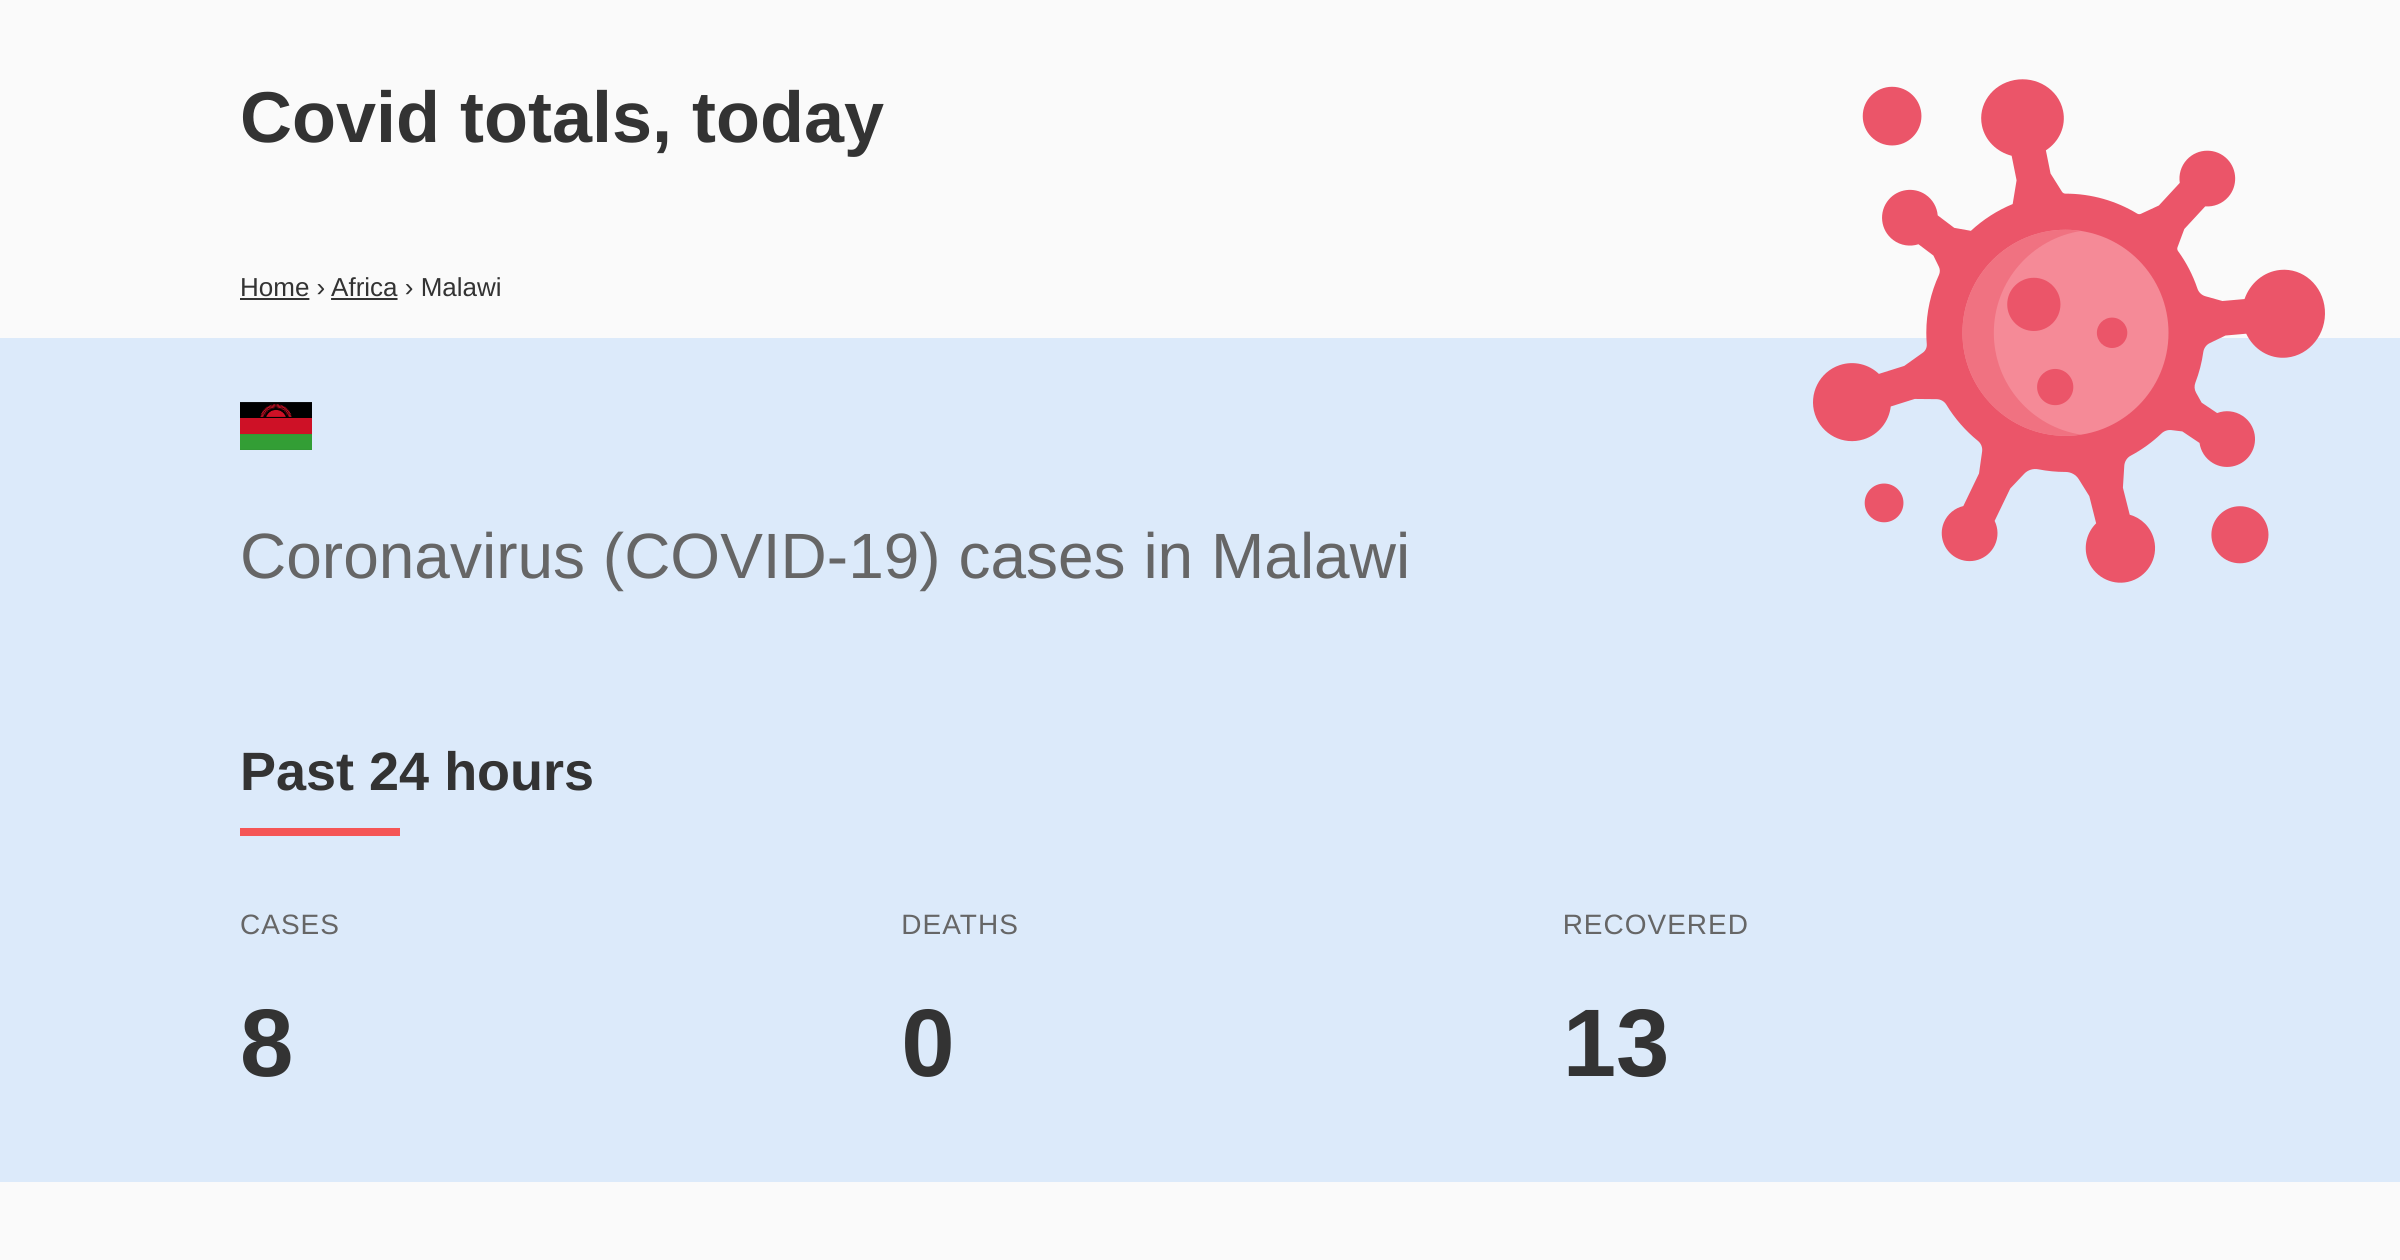 Covid totals, today
Home › Africa › Malawi
Coronavirus (COVID-19) cases in Malawi
Past 24 hours
CASES DEATHS RECOVERED
8 0 13